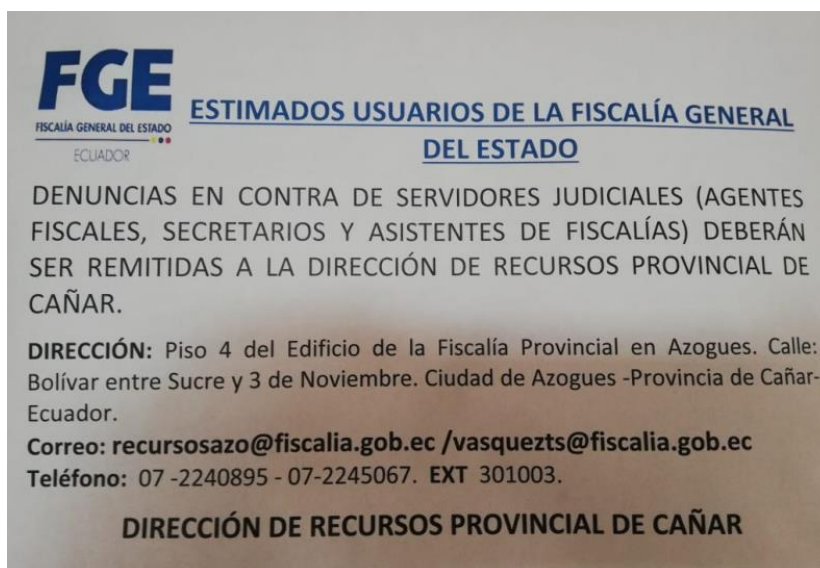 FGE
FISCALÍA GENERAL DEL ESTADO
ECUADOR
ESTIMADOS USUARIOS DE LA FISCALÍA GENERAL
DEL ESTADO
DENUNCIAS EN CONTRA DE SERVIDORES JUDICIALES (AGENTES
FISCALES, SECRETARIOS Y ASISTENTES DE FISCALÍAS) DEBERÁN
SER REMITIDAS A LA DIRECCIÓN DE RECURSOS PROVINCIAL DE
CAÑAR.
DIRECCIÓN: Piso 4 del Edificio de la Fiscalía Provincial en Azogues. Calle:
Bolívar entre Sucre y 3 de Noviembre. Ciudad de Azogues -Provincia de Cañar-
Ecuador.
Correo: recursosazo@fiscalia.gob.ec /vasquezts@fiscalia.gob.ec
Teléfono: 07 -2240895 - 07-2245067. EXT 301003.
DIRECCIÓN DE RECURSOS PROVINCIAL DE CAÑAR